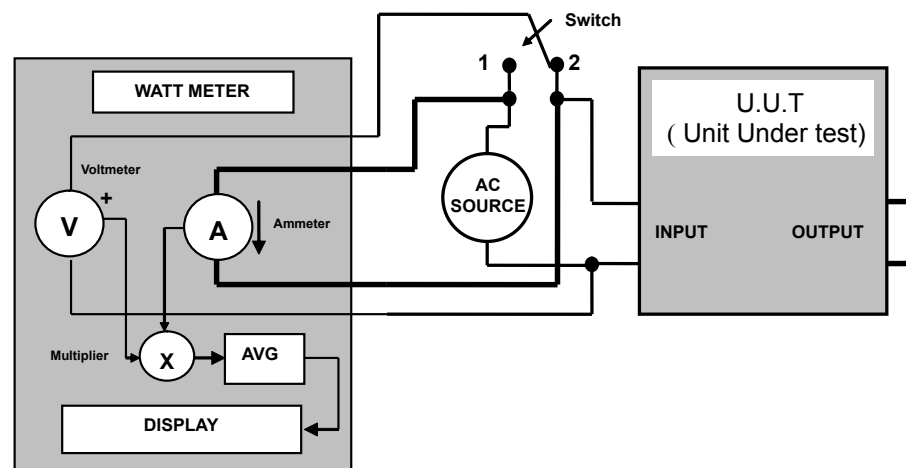 Switch
1
2
WATT METER
U.U.T
( Unit Under test)
Voltmeter
+
V
A
Ammeter
AC
SOURCE
INPUT
OUTPUT
Multiplier
X
AVG
DISPLAY